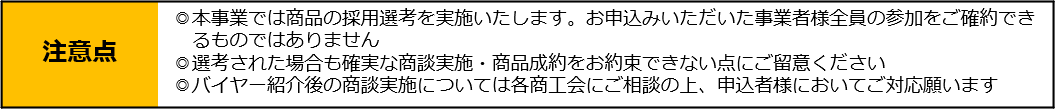 注意点
◎本事業では商品の採用選考を実施いたします。お申込みいただいた事業者様全員の参加をご確約でき
るものではありません
◎選考された場合も確実な商談実施・商品成約をお約束できない点にご留意ください
◎バイヤー紹介後の商談実施については各商工会にご相談の上、申込者様においてご対応願います